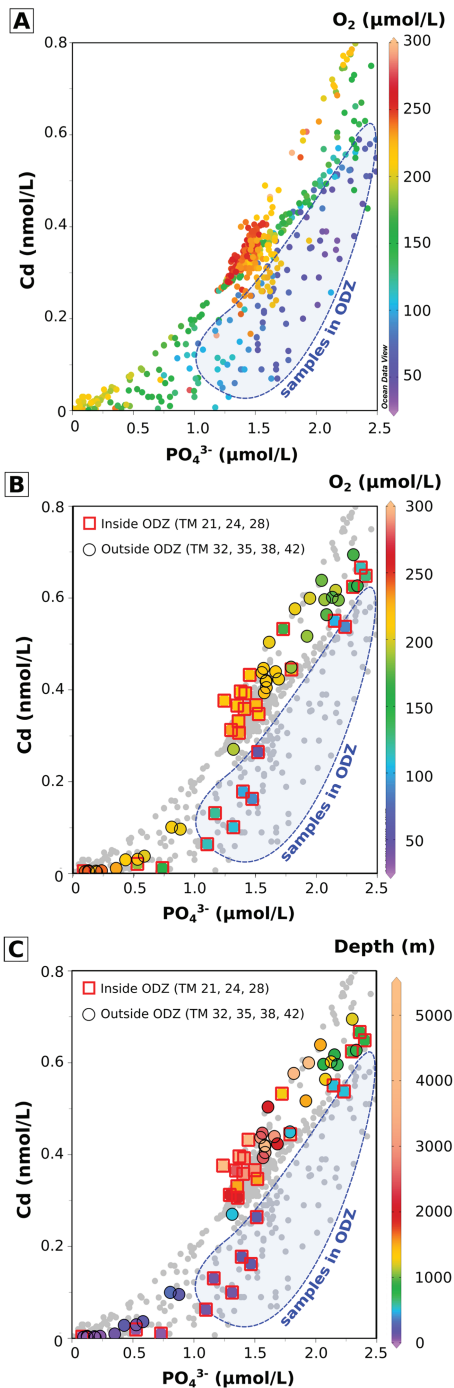 A
O₂ (μmol/L)
0.8
0.6
0.4
0.2
0
0
0.5
1.0
1.5
2.0
2.5
300
250
200
150
100
50
Cd (nmol/L)
PO₄³⁻ (μmol/L)
samples in ODZ
Ocean Data View
B
O₂ (μmol/L)
0.8
0.6
0.4
0.2
0
0
0.5
1.0
1.5
2.0
2.5
300
250
200
150
100
50
Inside ODZ (TM 21, 24, 28)
Outside ODZ (TM 32, 35, 38, 42)
Cd (nmol/L)
PO₄³⁻ (μmol/L)
samples in ODZ
C
Depth (m)
0.8
0.6
0.4
0.2
0
0
0.5
1.0
1.5
2.0
2.5
5000
4000
3000
2000
1000
0
Inside ODZ (TM 21, 24, 28)
Outside ODZ (TM 32, 35, 38, 42)
Cd (nmol/L)
PO₄³⁻ (μmol/L)
samples in ODZ